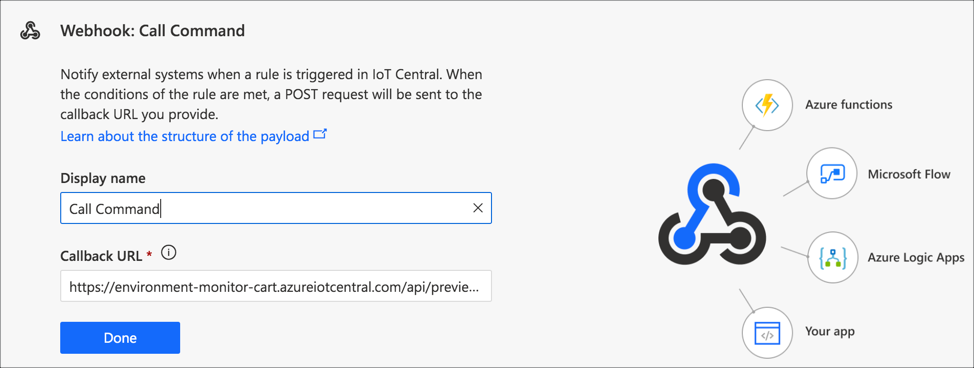 Webhook: Call Command
Notify external systems when a rule is triggered in IoT Central. When
the conditions of the rule are met, a POST request will be sent to the
callback URL you provide.
Learn about the structure of the payload
Display name
Call Command
Callback URL *
https://environment-monitor-cart.azureiotcentral.com/api/previe...
Done
Azure functions
Microsoft Flow
Azure Logic Apps
Your app